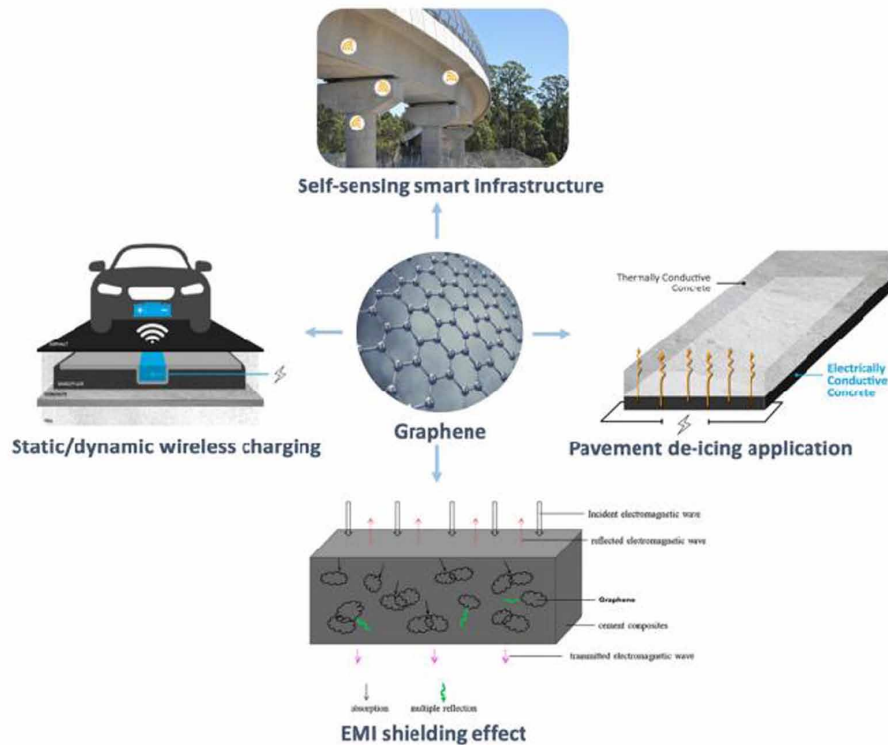 Self-sensing smart infrastructure
Thermally Conductive
Concrete
Electrically
Conductive
Concrete
Graphene
Static/dynamic wireless charging
Pavement de-icing application
Incident electromagnetic wave
reflected electromagnetic wave
Graphene
cement composites
transmitted electromagnetic wave
absorption
multiple reflection
EMI shielding effect